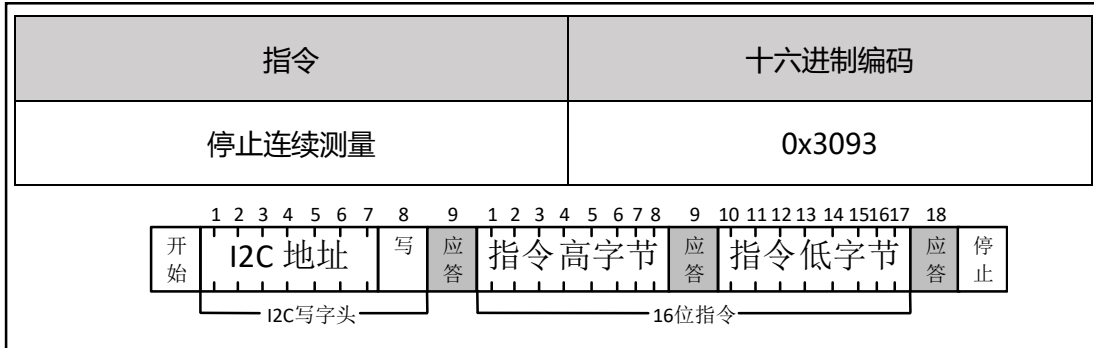 指令 十六进制编码
停止连续测量 0x3093
1 2 3 4 5 6 7 8 9 1 2 3 4 5 6 7 8 9 10 11 12 13 14 15 16 17 18
开始 I2C 地址 写 应答 指令高字节 应答 指令低字节 应答 停止
I2C写字头 16位指令